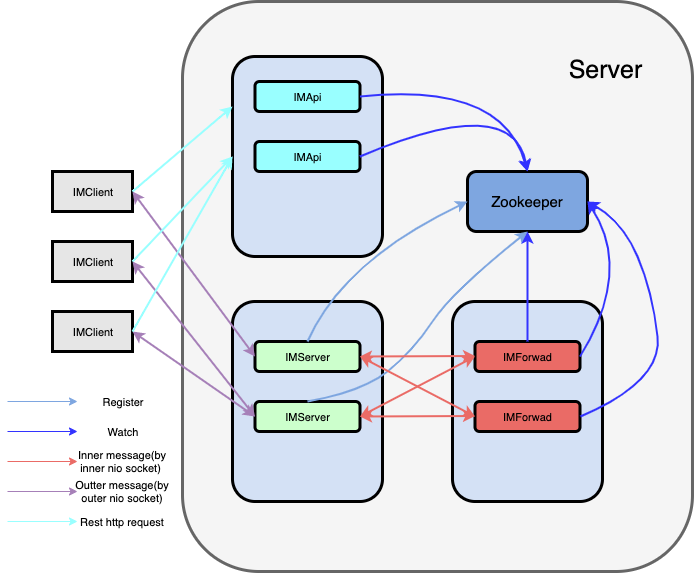 Server
IMApi
IMApi
IMClient
Zookeeper
IMClient
IMClient
IMServer
IMForwad
IMServer
IMForwad
Register
Watch
Inner message(by
inner nio socket)
Outter message(by
outer nio socket)
Rest http request